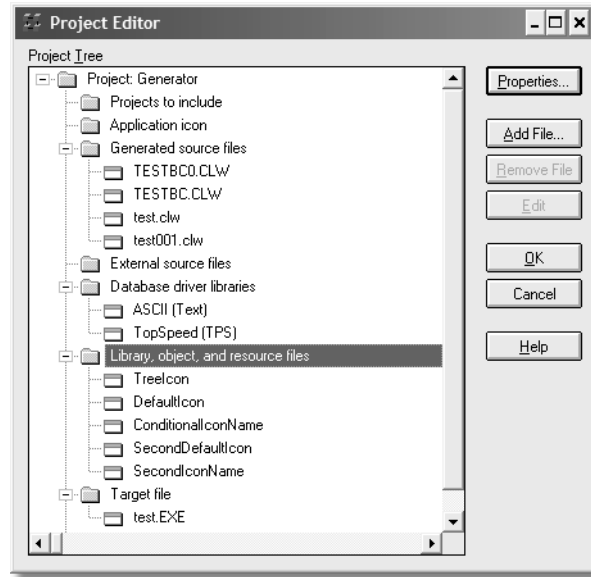 Project Editor
Project Tree
Project: Generator
Projects to include
Application icon
Generated source files
TESTBC0.CLW
TESTBC.CLW
test.clw
test001.clw
External source files
Database driver libraries
ASCII (Text)
TopSpeed (TPS)
Library, object, and resource files
TreeIcon
DefaultIcon
ConditionalIconName
SecondDefaultIcon
SecondIconName
Target file
test.EXE
Properties...
Add File...
Remove File
Edit
OK
Cancel
Help